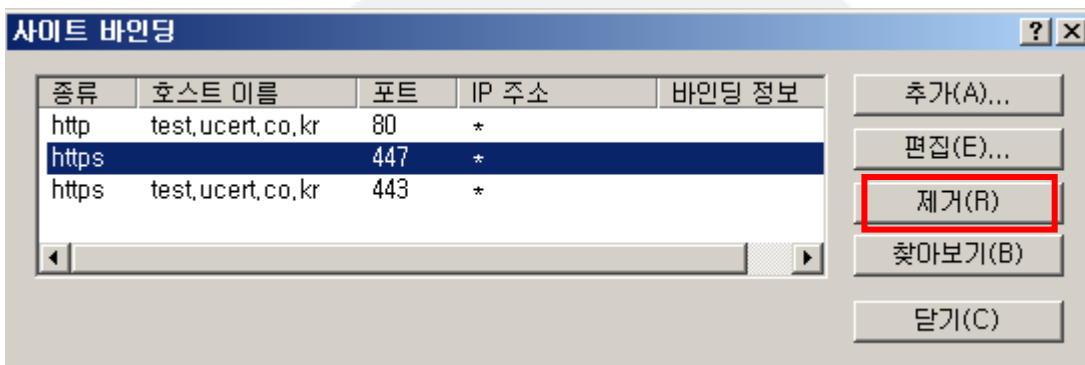 사이트 바인딩
종류 호스트 이름 포트 IP 주소 바인딩 정보
http test.ucert.co.kr 80 *
https 447 *
https test.ucert.co.kr 443 *
추가(A)...
편집(E)...
제거(R)
찾아보기(B)
닫기(C)